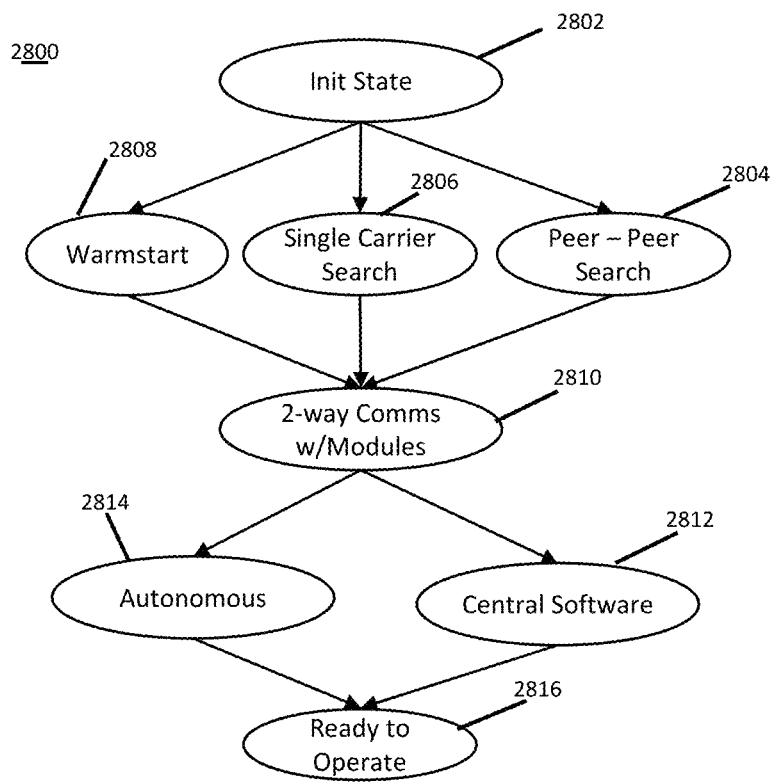 2802
2800
Init State
2808
2806
2804
Warmstart
Single Carrier
Search
Peer – Peer
Search
2810
2-way Comms
w/Modules
2814
2812
Autonomous
Central Software
2816
Ready to
Operate